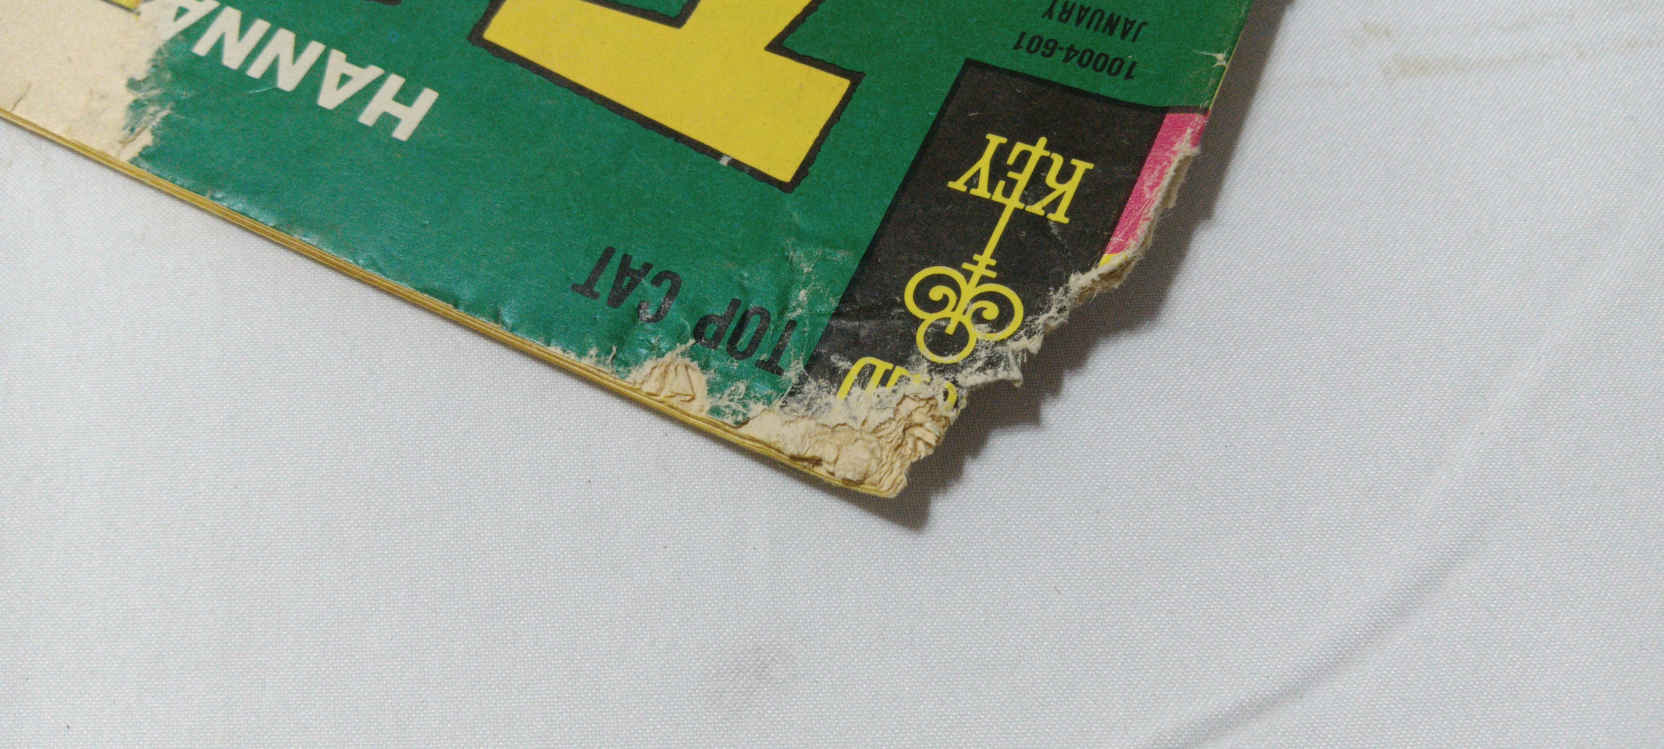 TOP CAT
HANNA
KEY
10004-601
JANUARY